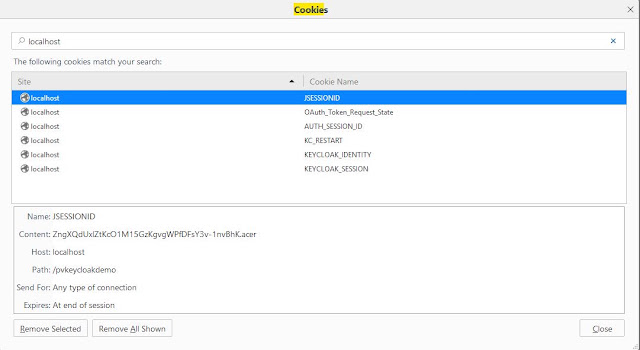 Cookies
localhost
The following cookies match your search:
Site Cookie Name
localhost JSESSIONID
localhost OAuth_Token_Request_State
localhost AUTH_SESSION_ID
localhost KC_RESTART
localhost KEYCLOAK_IDENTITY
localhost KEYCLOAK_SESSION
Name: JSESSIONID
Content: ZngXQdUxlZtKcO1M15GzKgvgWPfDFsY3v-1nvBhK.acer
Host: localhost
Path: /pvkeycloakdemo
Send For: Any type of connection
Expires: At end of session
Remove Selected Remove All Shown Close